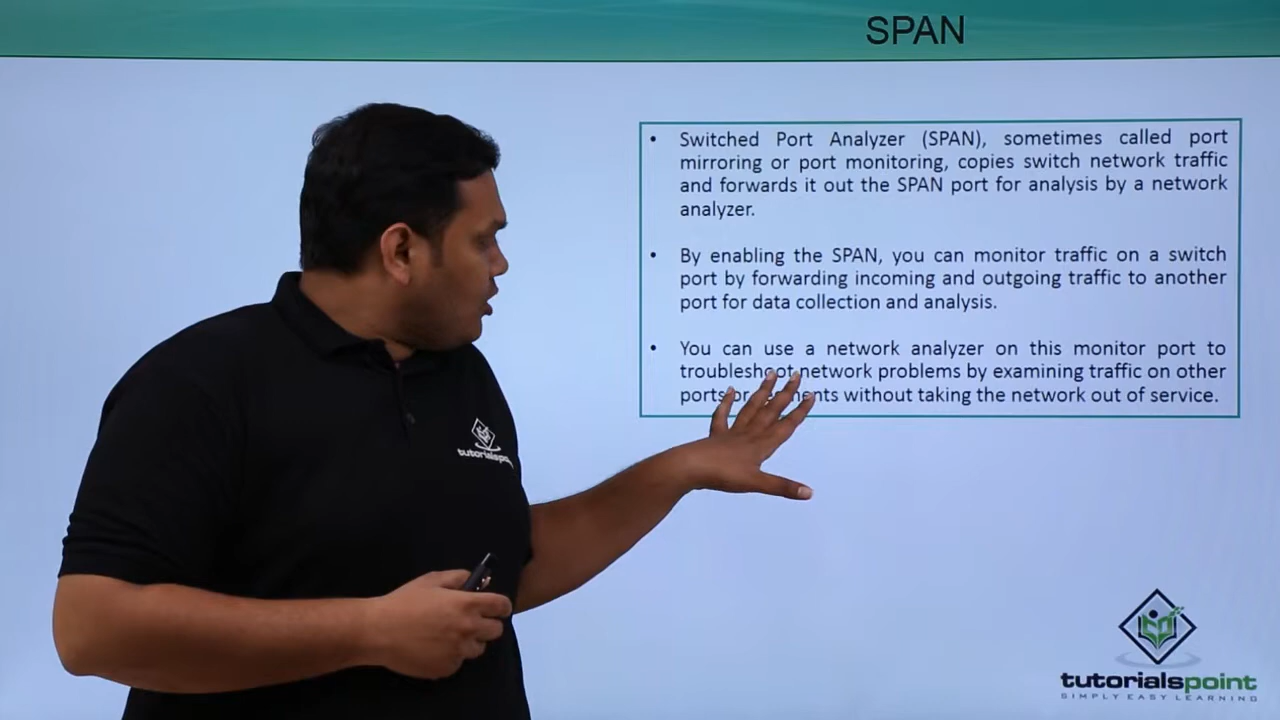 SPAN
• Switched Port Analyzer (SPAN), sometimes called port
mirroring or port monitoring, copies switch network traffic
and forwards it out the SPAN port for analysis by a network
analyzer.
• By enabling the SPAN, you can monitor traffic on a switch
port by forwarding incoming and outgoing traffic to another
port for data collection and analysis.
• You can use a network analyzer on this monitor port to
troubleshoot network problems by examining traffic on other
ports or without taking the network out of service.
tutorialspoint
tutorialspoint
SIMPLY EASY LEARNING